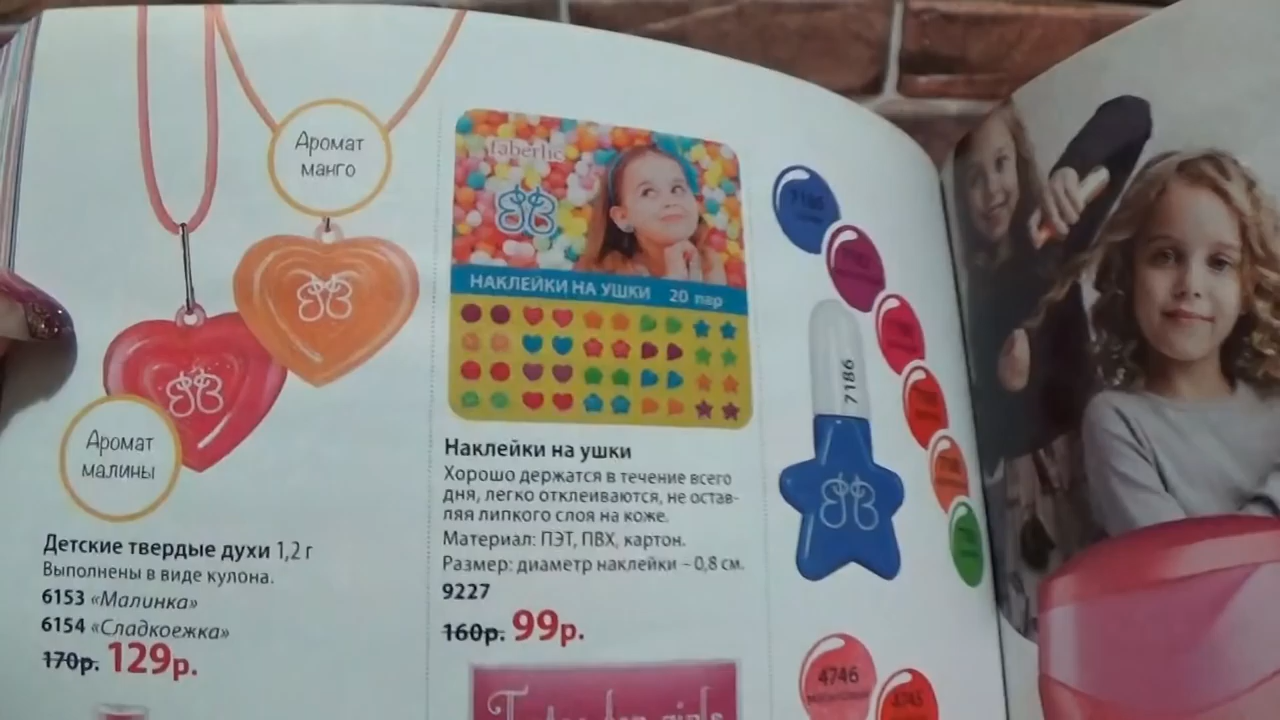 Аромат
манго
Аромат
малины
Детские твердые духи 1,2 г
Выполнены в виде кулона.
6153 «Малинка»
6154 «Сладкоежка»
170р. 129р.
faberlic
НАКЛЕЙКИ НА УШКИ 20 пар
Наклейки на ушки
Хорошо держатся в течение всего
дня, легко отклеиваются, не остав-
ляя липкого слоя на коже.
Материал: ПЭТ, ПВХ, картон.
Размер: диаметр наклейки ~ 0,8 см.
9227
160р. 99р.
for girls
7186
4746